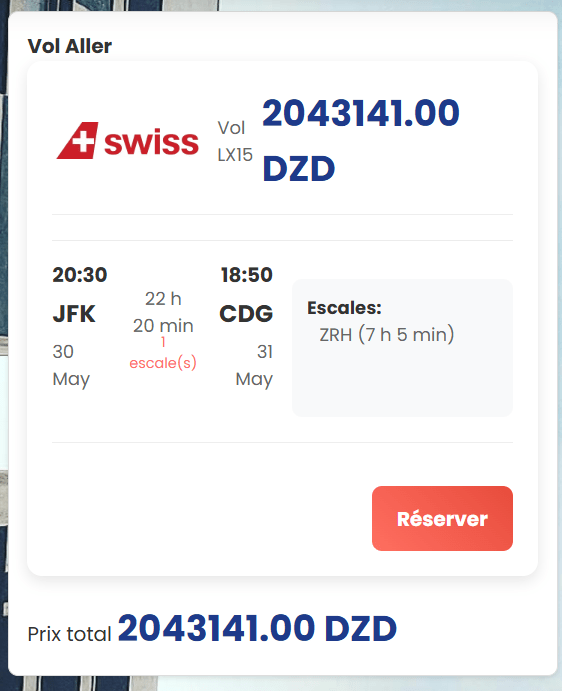 Vol Aller
swiss
Vol
LX15
2043141.00
DZD
20:30
JFK
30
May
22 h
20 min
1
escale(s)
18:50
CDG
31
May
Escales:
ZRH (7 h 5 min)
Réserver
Prix total 2043141.00 DZD